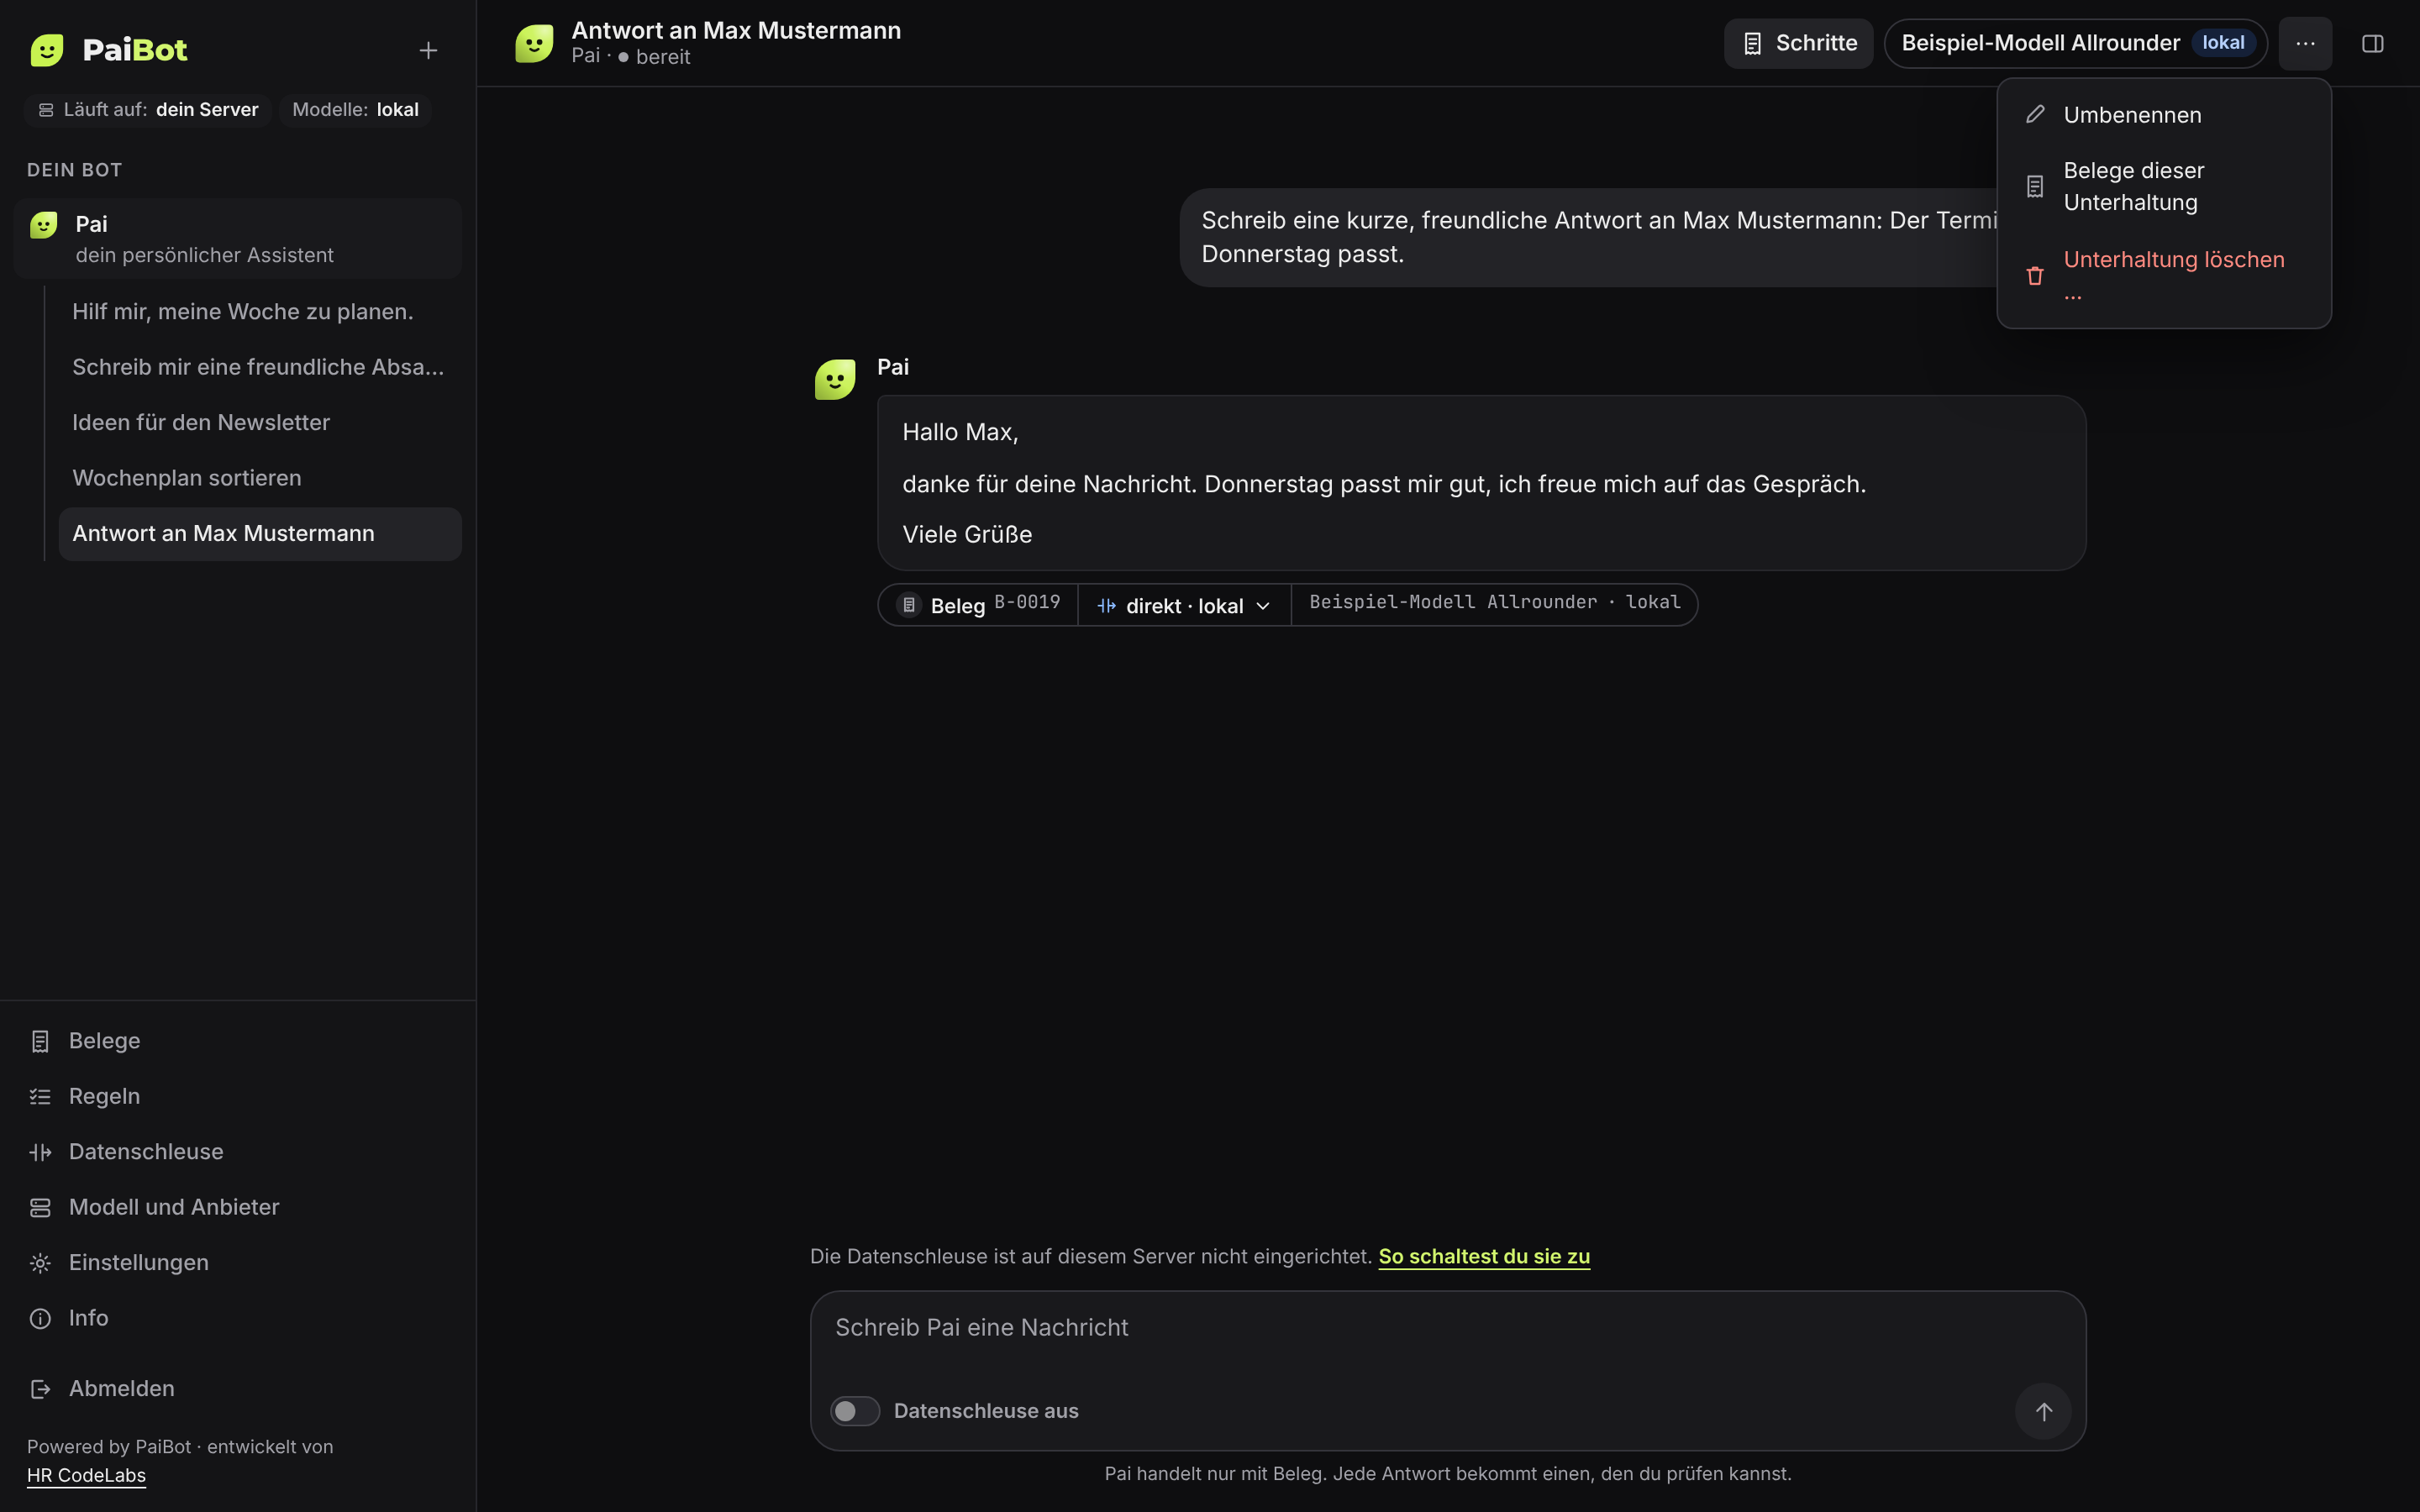 PaiBot
Läuft auf: dein Server
Modelle: lokal
DEIN BOT
Pai
dein persönlicher Assistent
Hilf mir, meine Woche zu planen.
Schreib mir eine freundliche Absa...
Ideen für den Newsletter
Wochenplan sortieren
Antwort an Max Mustermann
Belege
Regeln
Datenschleuse
Modell und Anbieter
Einstellungen
Info
Abmelden
Powered by PaiBot · entwickelt von
HR CodeLabs
Antwort an Max Mustermann
Pai · bereit
Schritte
Beispiel-Modell Allrounder lokal
Umbenennen
Belege dieser
Unterhaltung
Unterhaltung löschen
...
Schreib eine kurze, freundliche Antwort an Max Mustermann: Der Termi
Donnerstag passt.
Pai
Hallo Max,
danke für deine Nachricht. Donnerstag passt mir gut, ich freue mich auf das Gespräch.
Viele Grüße
Beleg B-0019
direkt · lokal
Beispiel-Modell Allrounder · lokal
Die Datenschleuse ist auf diesem Server nicht eingerichtet. So schaltest du sie zu
Schreib Pai eine Nachricht
Datenschleuse aus
Pai handelt nur mit Beleg. Jede Antwort bekommt einen, den du prüfen kannst.